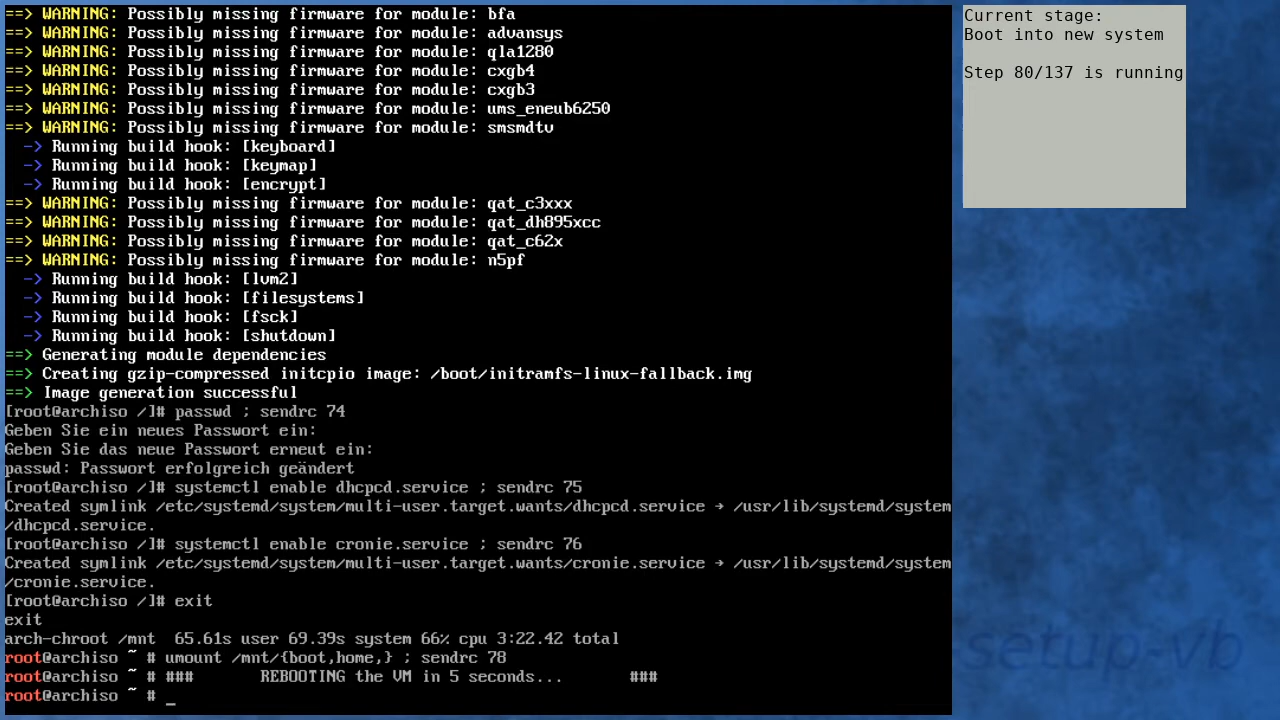 ==> WARNING: Possibly missing firmware for module: bfa
==> WARNING: Possibly missing firmware for module: advansys
==> WARNING: Possibly missing firmware for module: qla1280
==> WARNING: Possibly missing firmware for module: cxgb4
==> WARNING: Possibly missing firmware for module: cxgb3
==> WARNING: Possibly missing firmware for module: ums_eneub6250
==> WARNING: Possibly missing firmware for module: smsmdtv
  -> Running build hook: [keyboard]
  -> Running build hook: [keymap]
  -> Running build hook: [encrypt]
==> WARNING: Possibly missing firmware for module: qat_c3xxx
==> WARNING: Possibly missing firmware for module: qat_dh895xcc
==> WARNING: Possibly missing firmware for module: qat_c62x
==> WARNING: Possibly missing firmware for module: n5pf
  -> Running build hook: [lvm2]
  -> Running build hook: [filesystems]
  -> Running build hook: [fsck]
  -> Running build hook: [shutdown]
==> Generating module dependencies
==> Creating gzip-compressed initcpio image: /boot/initramfs-linux-fallback.img
==> Image generation successful
[root@archiso /]# passwd ; sendrc 74
Geben Sie ein neues Passwort ein:
Geben Sie das neue Passwort erneut ein:
passwd: Passwort erfolgreich geändert
[root@archiso /]# systemctl enable dhcpcd.service ; sendrc 75
Created symlink /etc/systemd/system/multi-user.target.wants/dhcpcd.service → /usr/lib/systemd/system
/dhcpcd.service.
[root@archiso /]# systemctl enable cronie.service ; sendrc 76
Created symlink /etc/systemd/system/multi-user.target.wants/cronie.service → /usr/lib/systemd/system
/cronie.service.
[root@archiso /]# exit
exit
arch-chroot /mnt  65.61s user 69.39s system 66% cpu 3:22.42 total
root@archiso ~ # umount /mnt/{boot,home,} ; sendrc 78
root@archiso ~ # ###       REBOOTING the VM in 5 seconds...       ###
root@archiso ~ # _
Current stage:
Boot into new system
Step 80/137 is running
setup-vb